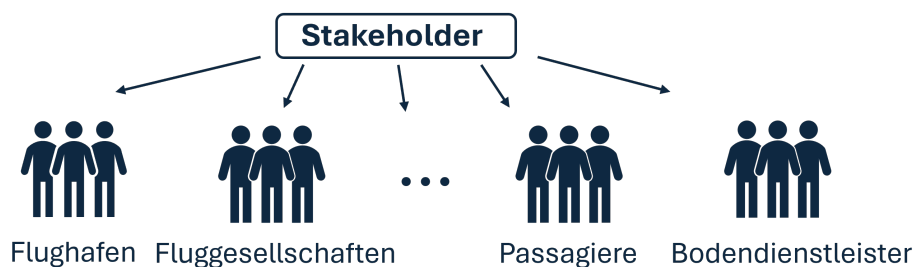 Stakeholder
...
Flughafen
Fluggesellschaften
Passagiere
Bodendienstleister